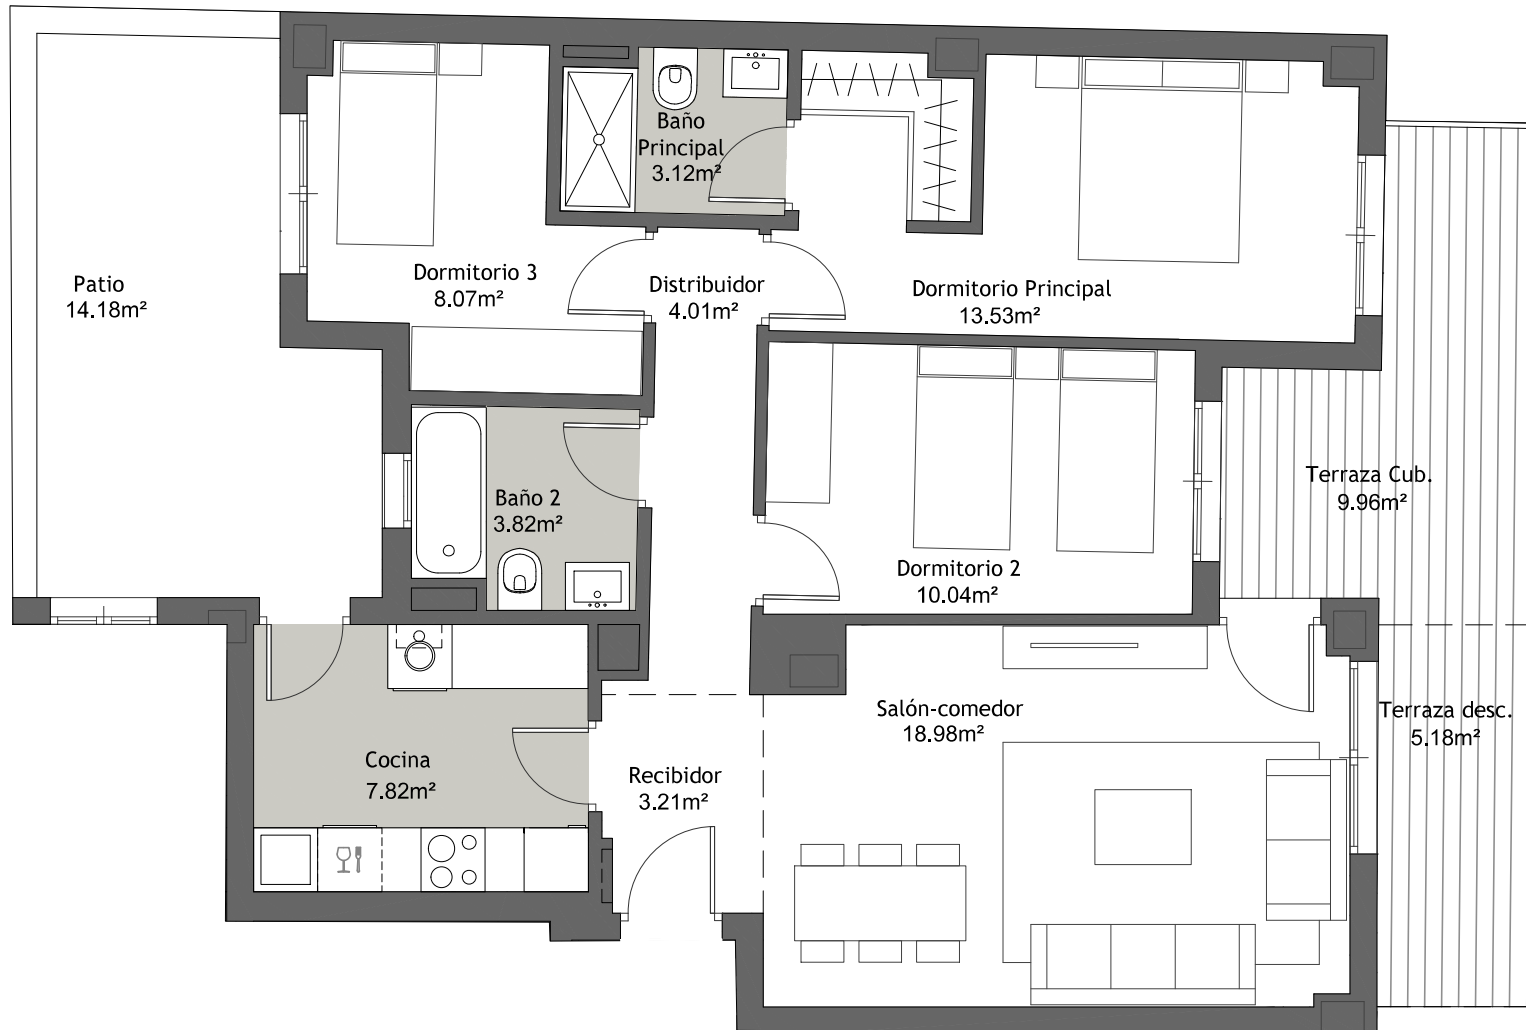 Baño
Principal
3.12m²
Patio
14.18m²
Dormitorio 3
8.07m²
Distribuidor
4.01m²
Dormitorio Principal
13.53m²
Terraza Cub.
9.96m²
Baño 2
3.82m²
Dormitorio 2
10.04m²
Salón-comedor
18.98m²
Terraza desc.
5.18m²
Cocina
7.82m²
Recibidor
3.21m²